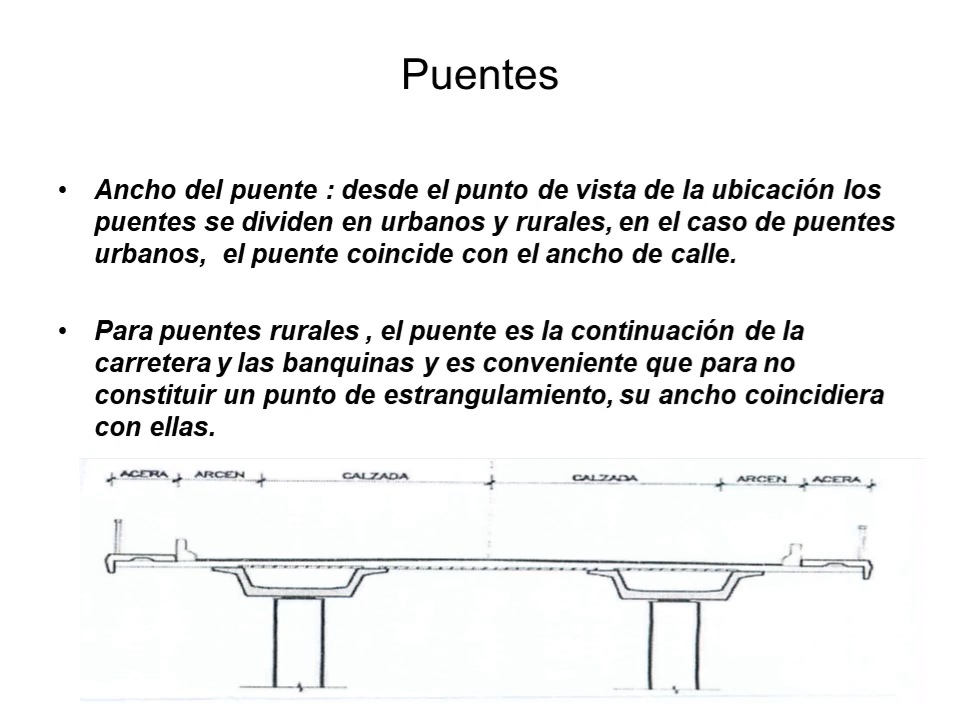 Puentes
• Ancho del puente : desde el punto de vista de la ubicación los
puentes se dividen en urbanos y rurales, en el caso de puentes
urbanos, el puente coincide con el ancho de calle.
• Para puentes rurales , el puente es la continuación de la
carretera y las banquinas y es conveniente que para no
constituir un punto de estrangulamiento, su ancho coincidiera
con ellas.
ACERA ARCEN CALZADA CALZADA ARCEN ACERA